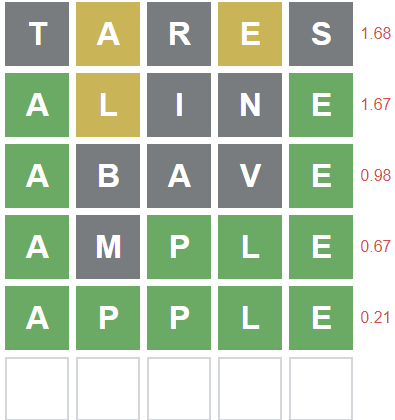 T A R E S 1.68
A L I N E 1.67
A B A V E 0.98
A M P L E 0.67
A P P L E 0.21